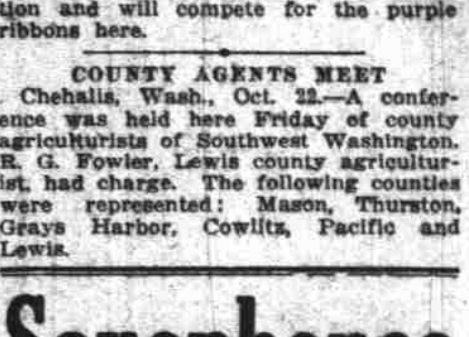 tion and will compete for the purple
ribbons here.
COUNTY AGENTS MEET
Chehalis, Wash., Oct. 22.—A confer-
ence was held here Friday of county
agriculturists of Southwest Washington.
R. G. Fowler, Lewis county agricultur-
ist, had charge. The following counties
were represented: Mason, Thurston,
Grays Harbor, Cowlitz, Pacific and
Lewis.